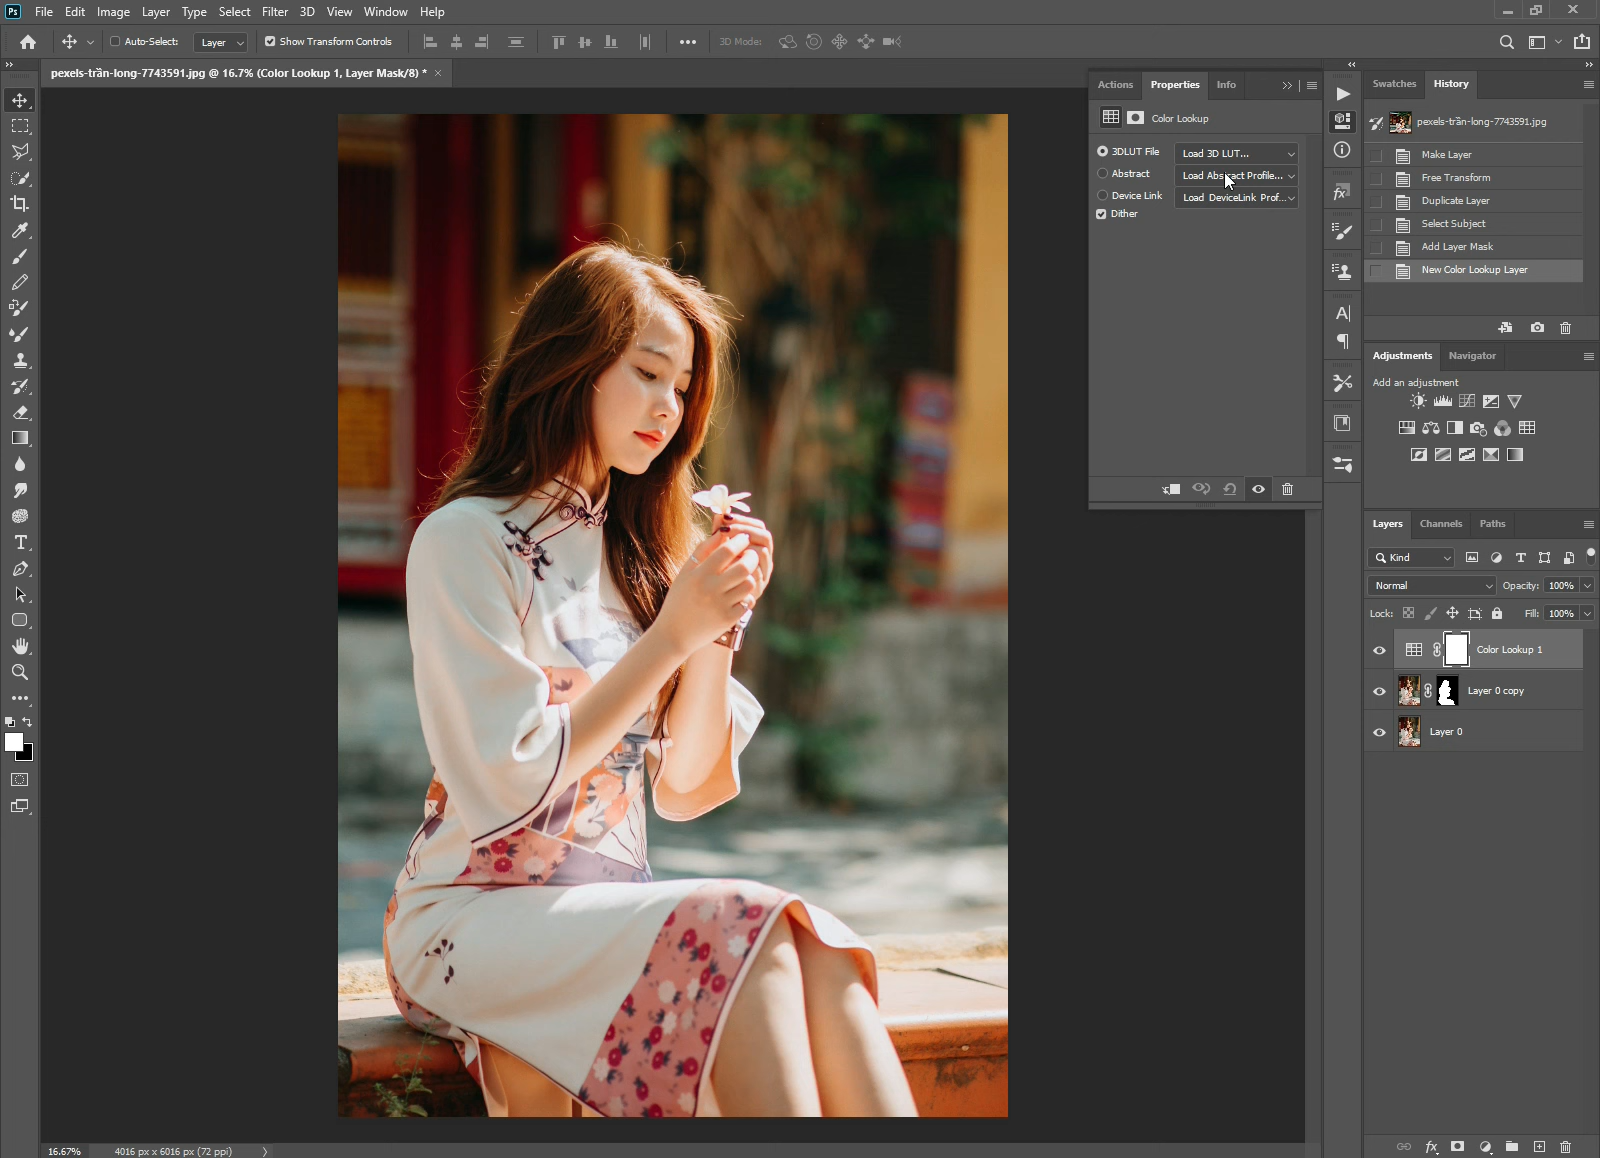 Ps File Edit Image Layer Type Select Filter 3D View Window Help
Auto-Select: Layer Show Transform Controls 3D Mode:
pexels-trần-long-7743591.jpg @ 16.7% (Color Lookup 1, Layer Mask/8) *
Actions Properties Info
Color Lookup
3DLUT File Load 3D LUT...
Abstract Load Abstract Profile...
Device Link Load DeviceLink Prof...
Dither
Swatches History
pexels-trần-long-7743591.jpg
Make Layer
Free Transform
Duplicate Layer
Select Subject
Add Layer Mask
New Color Lookup Layer
Adjustments Navigator
Add an adjustment
Layers Channels Paths
Kind
Normal Opacity: 100%
Lock: Fill: 100%
Color Lookup 1
Layer 0 copy
Layer 0
16.67% 4016 px x 6016 px (72 ppi)